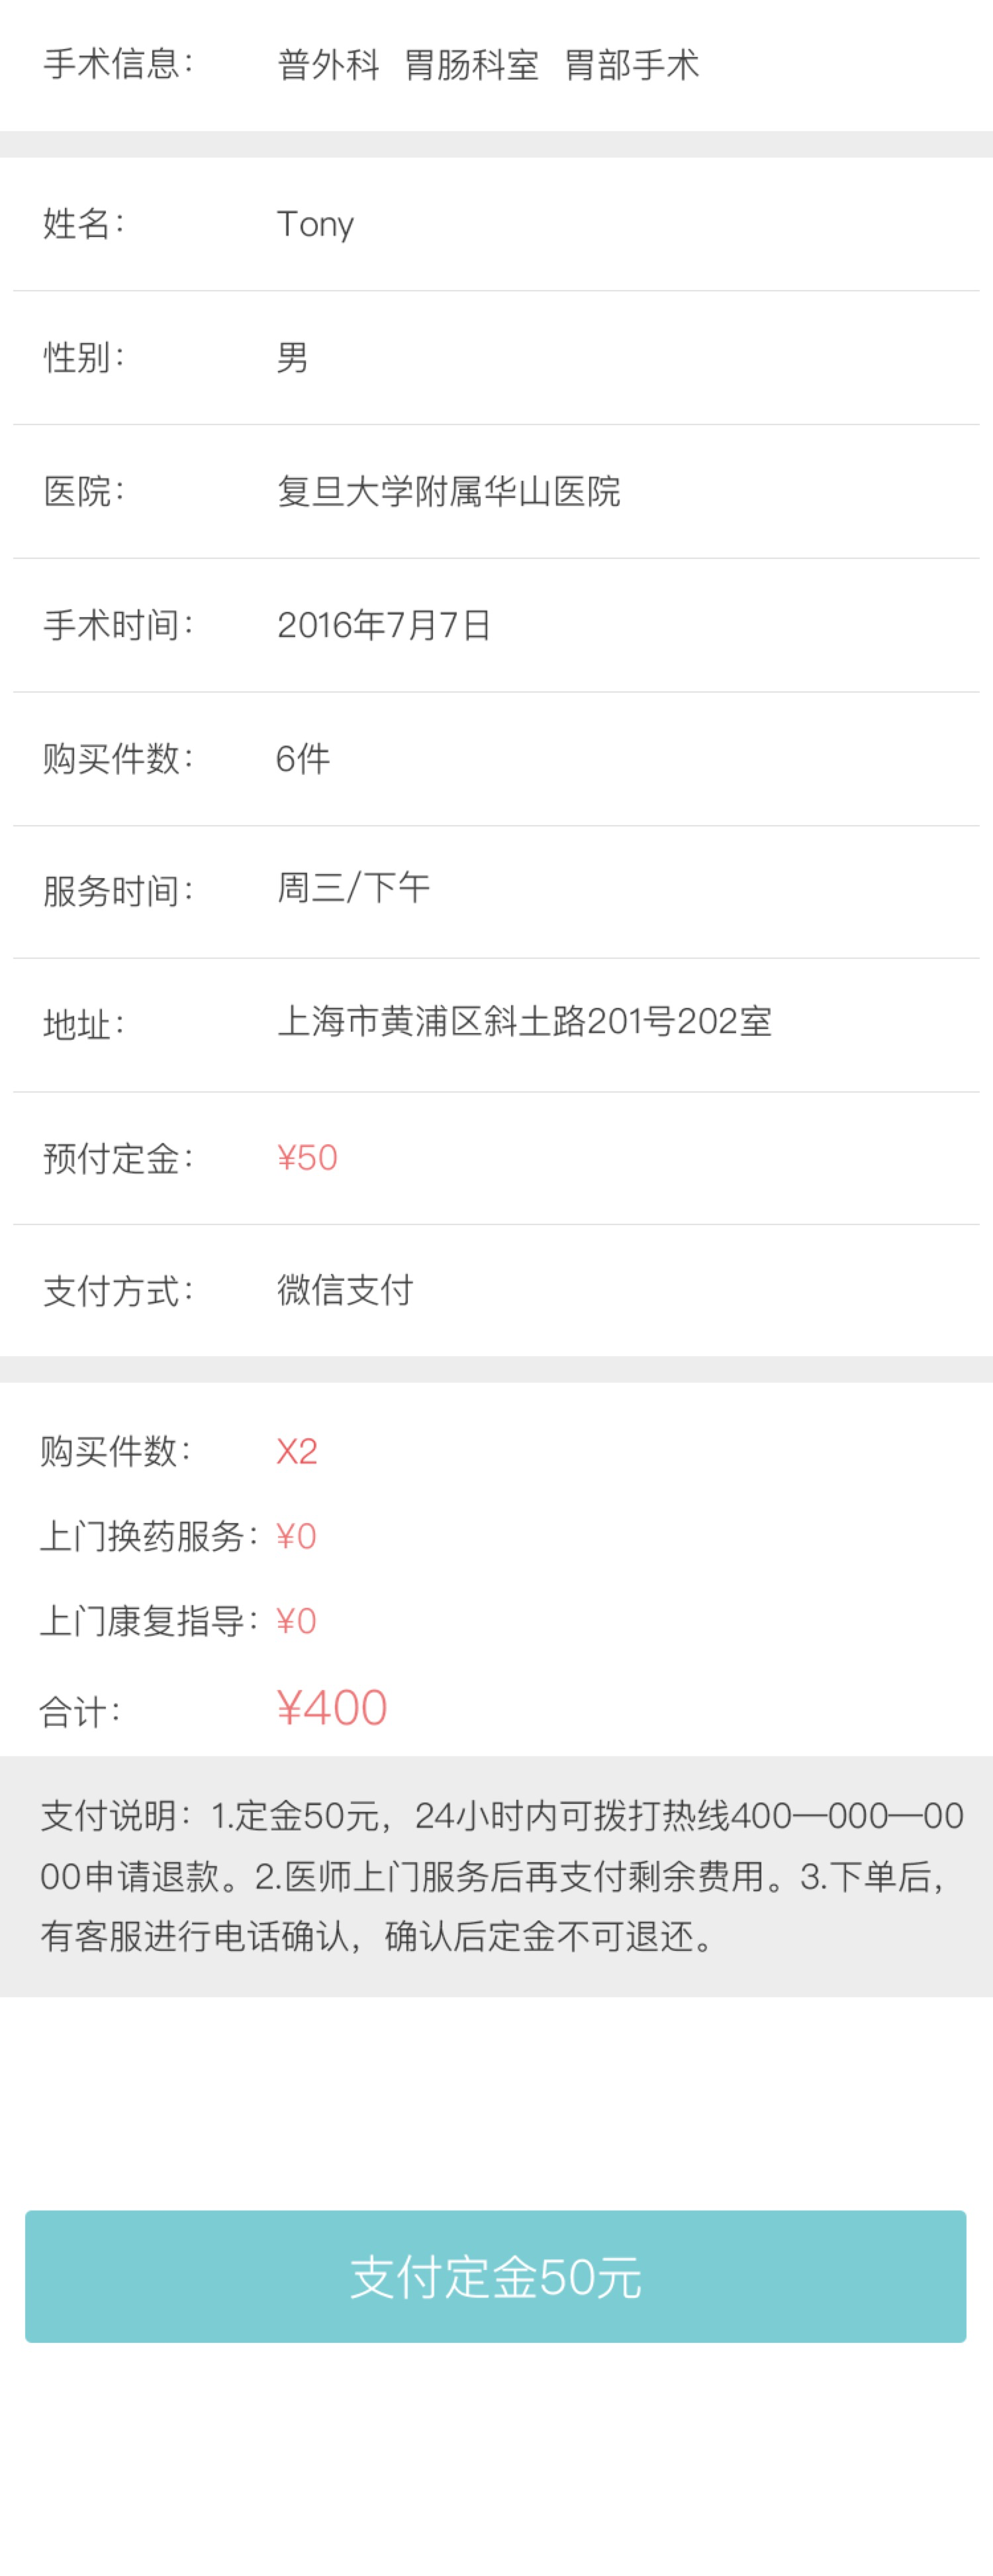 手术信息： 普外科 胃肠科室 胃部手术
姓名： Tony
性别： 男
医院： 复旦大学附属华山医院
手术时间： 2016年7月7日
购买件数： 6件
服务时间： 周三/下午
地址： 上海市黄浦区斜土路201号202室
预付定金： ¥50
支付方式： 微信支付
购买件数： X2
上门换药服务： ¥0
上门康复指导： ¥0
合计： ¥400
支付说明：1.定金50元，24小时内可拨打热线400—000—00
00申请退款。2.医师上门服务后再支付剩余费用。3.下单后，
有客服进行电话确认，确认后定金不可退还。
支付定金50元